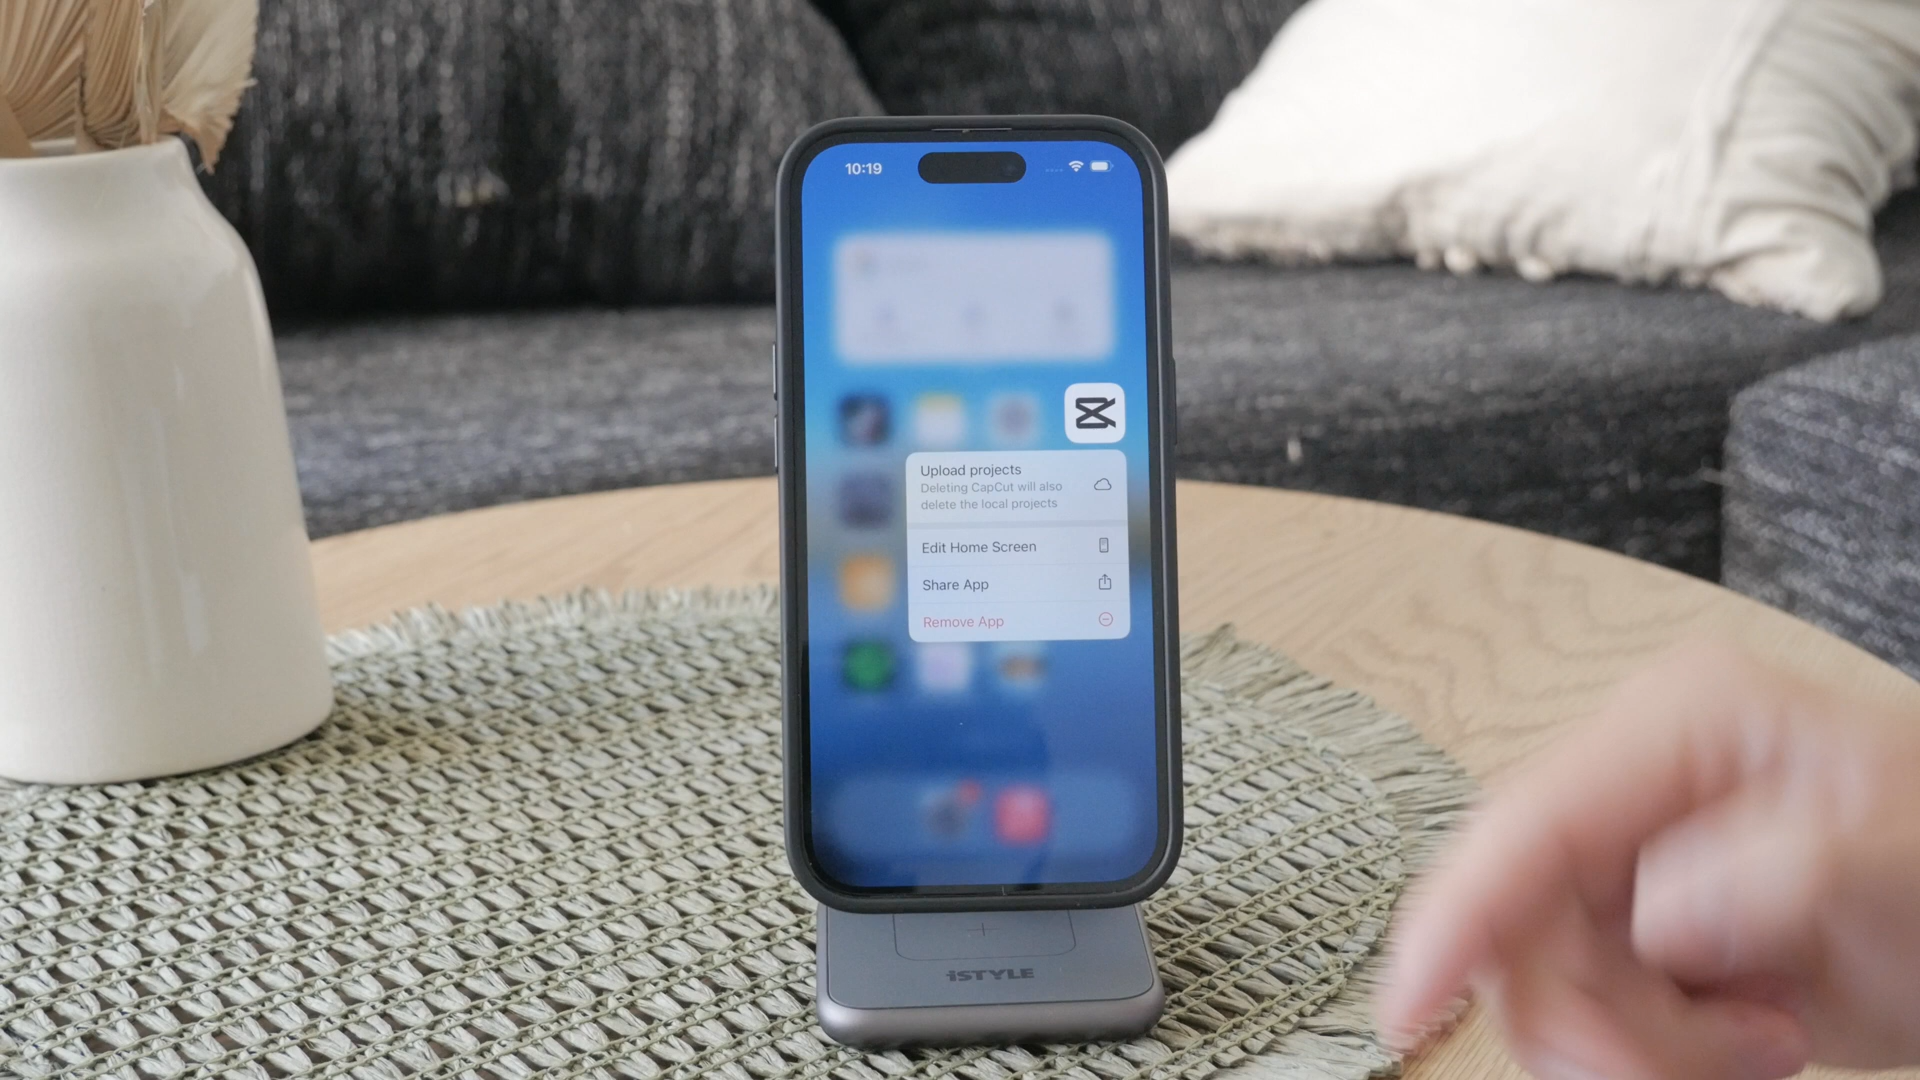 10:19
Upload projects
Deleting CapCut will also
delete the local projects
Edit Home Screen
Share App
Remove App
iSTYLE